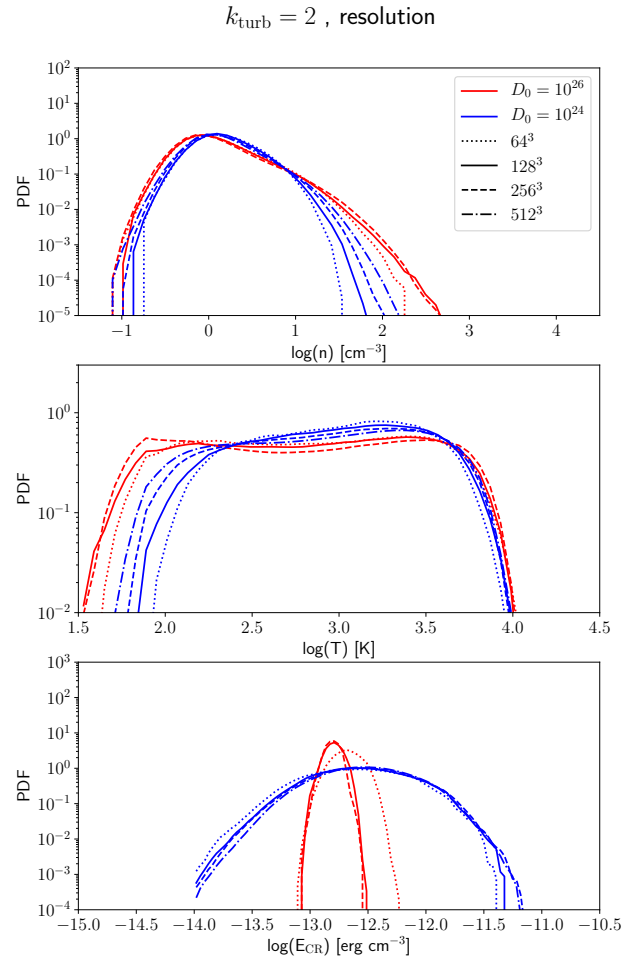 k_turb = 2 , resolution
10^2
10^1
10^0
10^−1
10^−2
10^−3
10^−4
10^−5
PDF
D_0 = 10^26
D_0 = 10^24
64^3
128^3
256^3
512^3
−1 0 1 2 3 4
log(n) [cm^−3]
10^0
10^−1
10^−2
PDF
1.5 2.0 2.5 3.0 3.5 4.0 4.5
log(T) [K]
10^3
10^2
10^1
10^0
10^−1
10^−2
10^−3
10^−4
PDF
−15.0 −14.5 −14.0 −13.5 −13.0 −12.5 −12.0 −11.5 −11.0 −10.5
log(E_CR) [erg cm^−3]